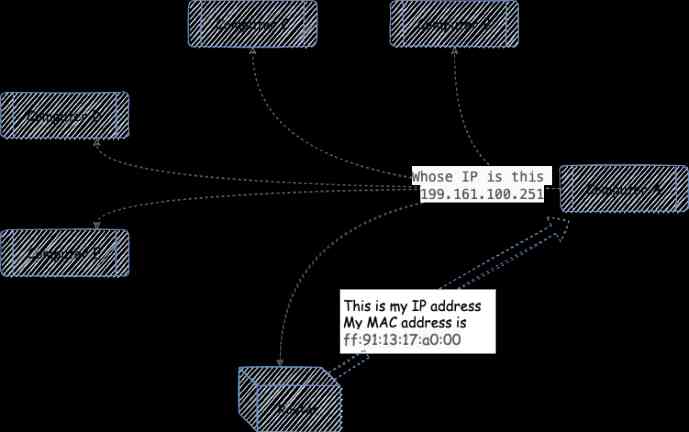 Computer C
Computer D
Whose IP is this
199.161.100.251
Computer A
Computer E
This is my IP address
My MAC address is
ff:91:13:17:a0:00
Router